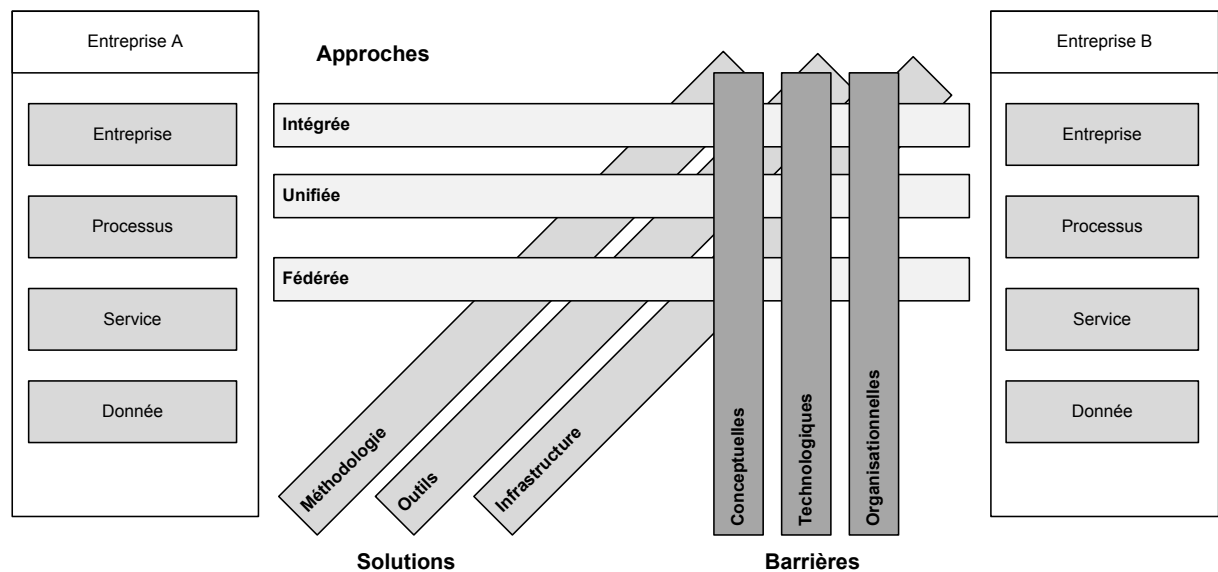 Entreprise A
Entreprise
Processus
Service
Donnée
Approches
Intégrée
Unifiée
Fédérée
Méthodologie
Outils
Infrastructure
Solutions
Conceptuelles
Technologiques
Organisationnelles
Barrières
Entreprise B
Entreprise
Processus
Service
Donnée